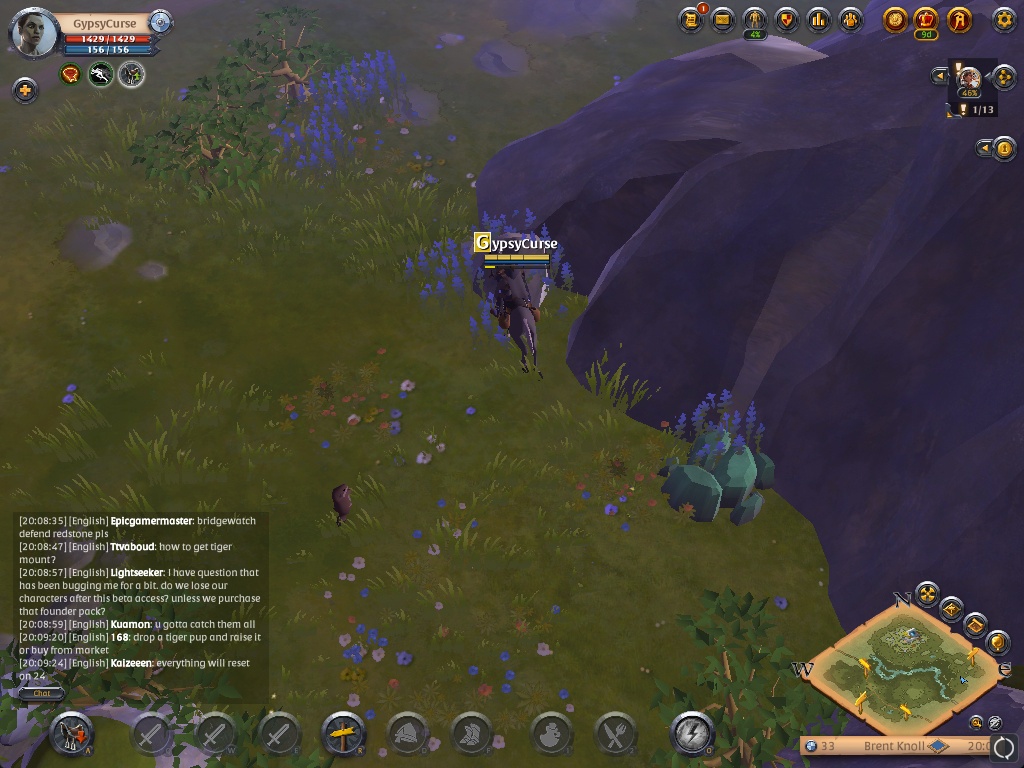 GypsyCurse
1429 / 1429
156 / 156
1
4%
9d
46%
1/13
GypsyCurse
[20:08:35] [English] Epicgamermaster: bridgewatch
defend redstone pls
[20:08:47] [English] Ttvaboud: how to get tiger
mount?
[20:08:57] [English] Lightseeker: I have question that
has been bugging me for a bit. do we lose our
characters after this beta access? unless we purchase
that founder pack?
[20:08:59] [English] Kuamon: u gotta catch them all
[20:09:20] [English] 168: drop a tiger pup and raise it
or buy from market
[20:09:24] [English] Kaizeeen: everything will reset
on 24
Chat
N
W
E
A
W
E
R
D
F
33
Brent Knoll